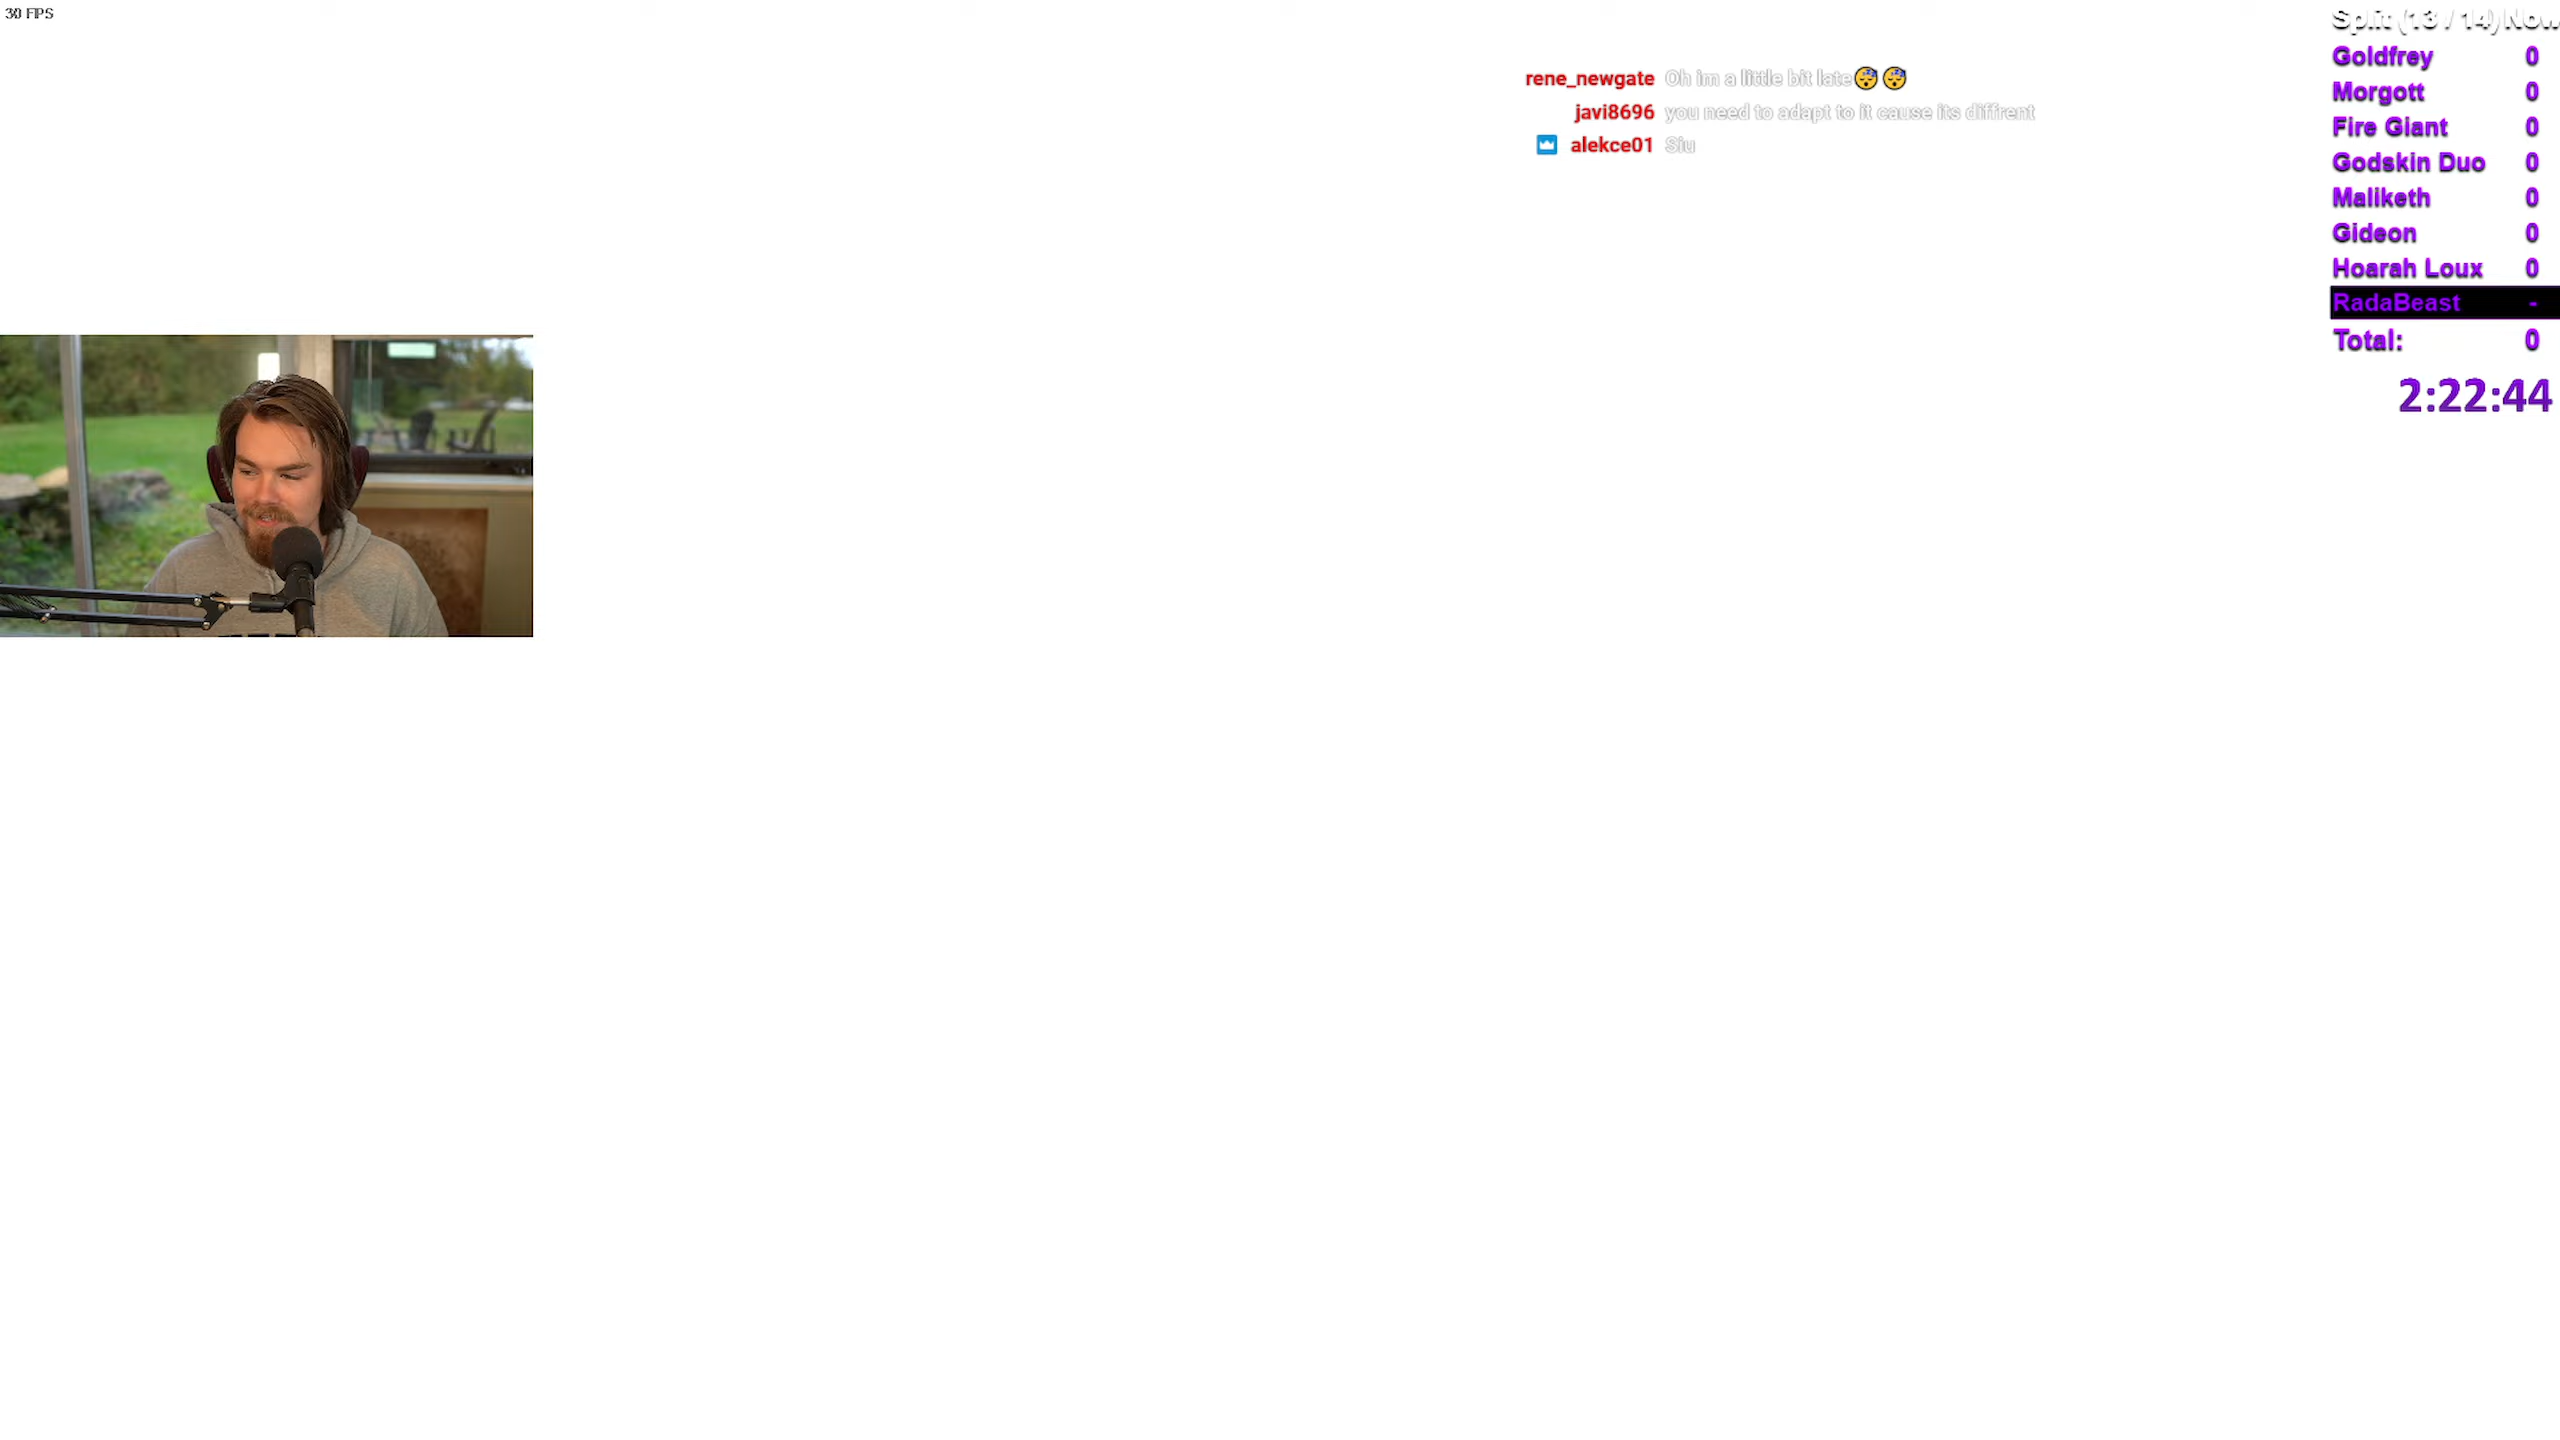 30 FPS
rene_newgate Oh im a little bit late😴 😴
javi8696 you need to adapt to it cause its diffrent
alekce01 Siu
Split (13 / 14) Now
Goldfrey 0
Morgott 0
Fire Giant 0
Godskin Duo 0
Maliketh 0
Gideon 0
Hoarah Loux 0
RadaBeast -
Total: 0
2:22:44